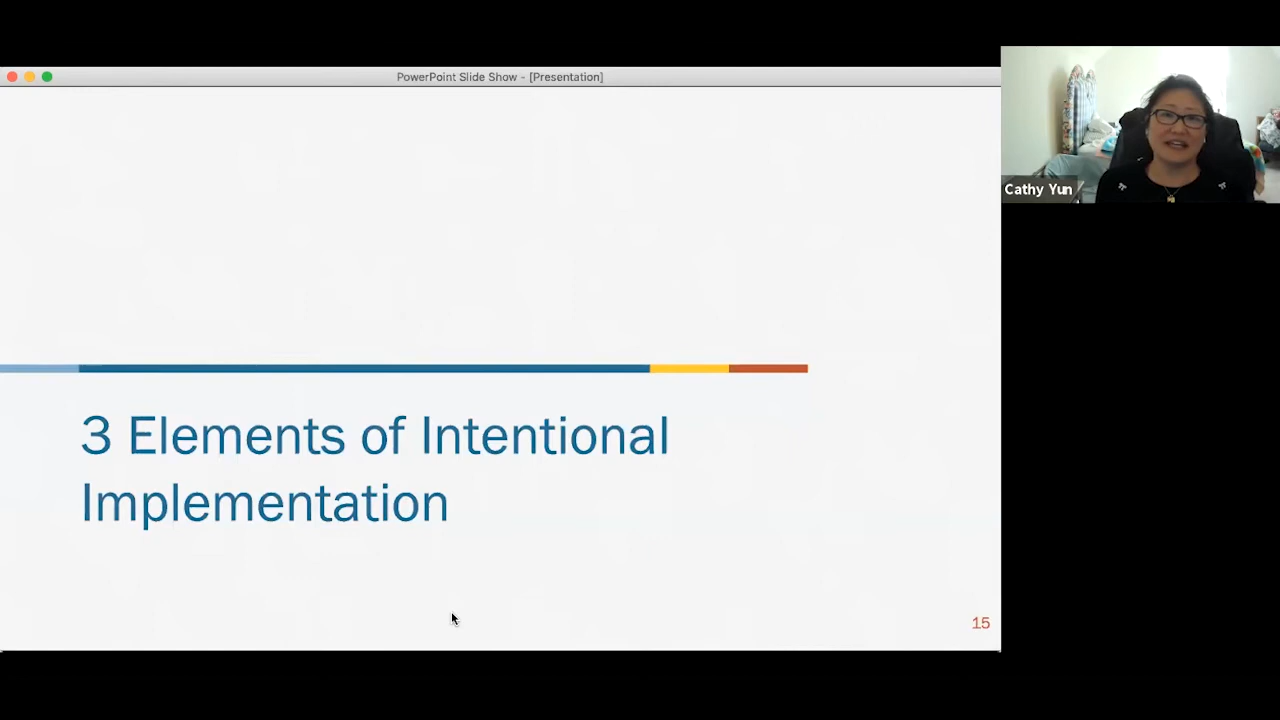 PowerPoint Slide Show - [Presentation]
Cathy Yun
3 Elements of Intentional
Implementation
15